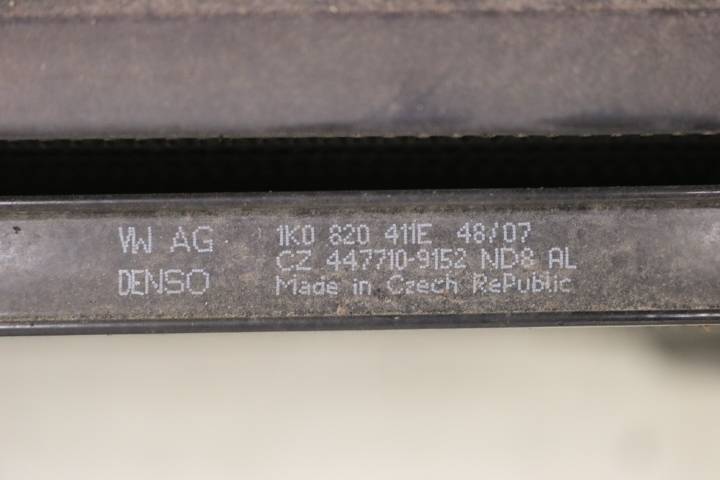 VW AG
DENSO
1K0 820 411E 48/07
CZ 447710-9152 ND8 AL
Made in Czech RePublic